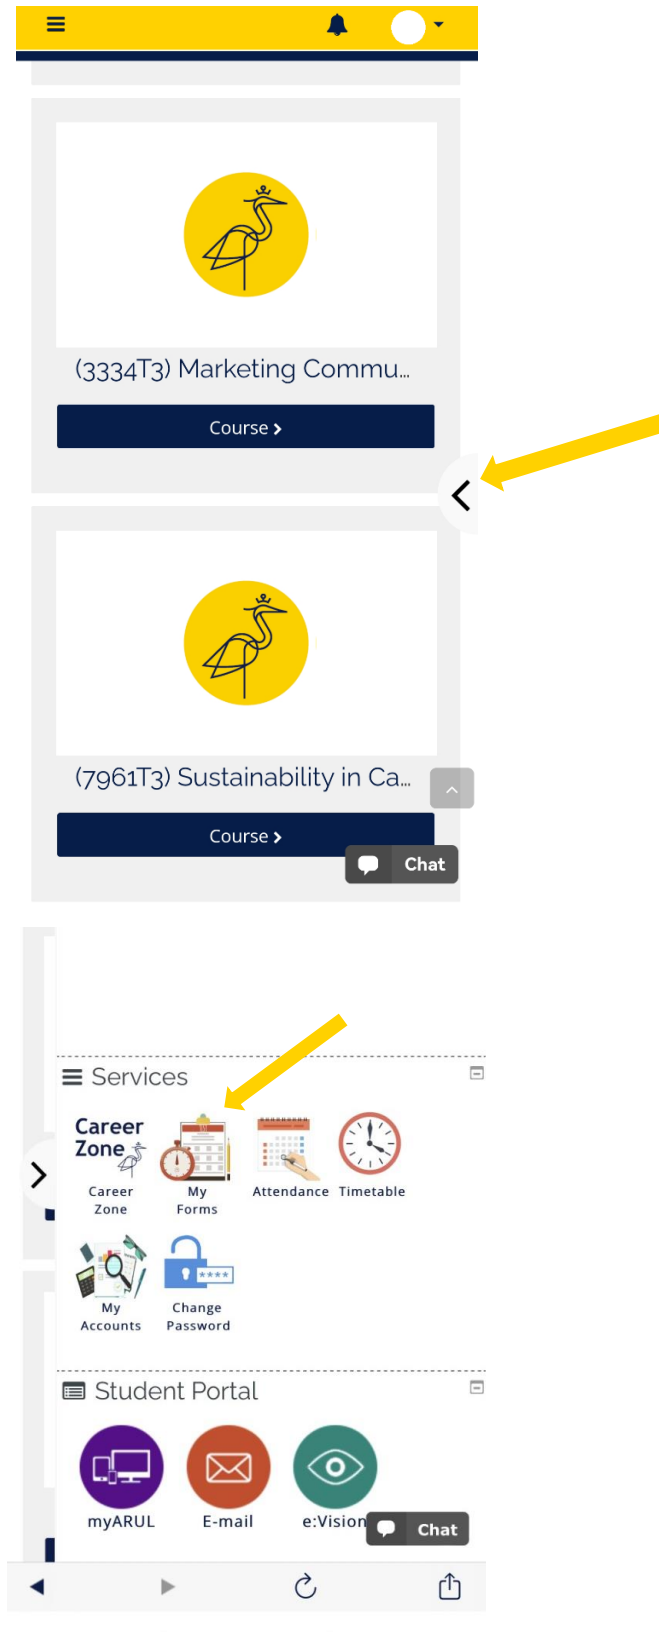 (3334T3) Marketing Commu...
Course
(7961T3) Sustainability in Ca...
Course
Chat
Services
Career
Zone
Career
Zone
My
Forms
Attendance
Timetable
****
My
Accounts
Change
Password
Student Portal
myARUL
E-mail
e:Vision
Chat